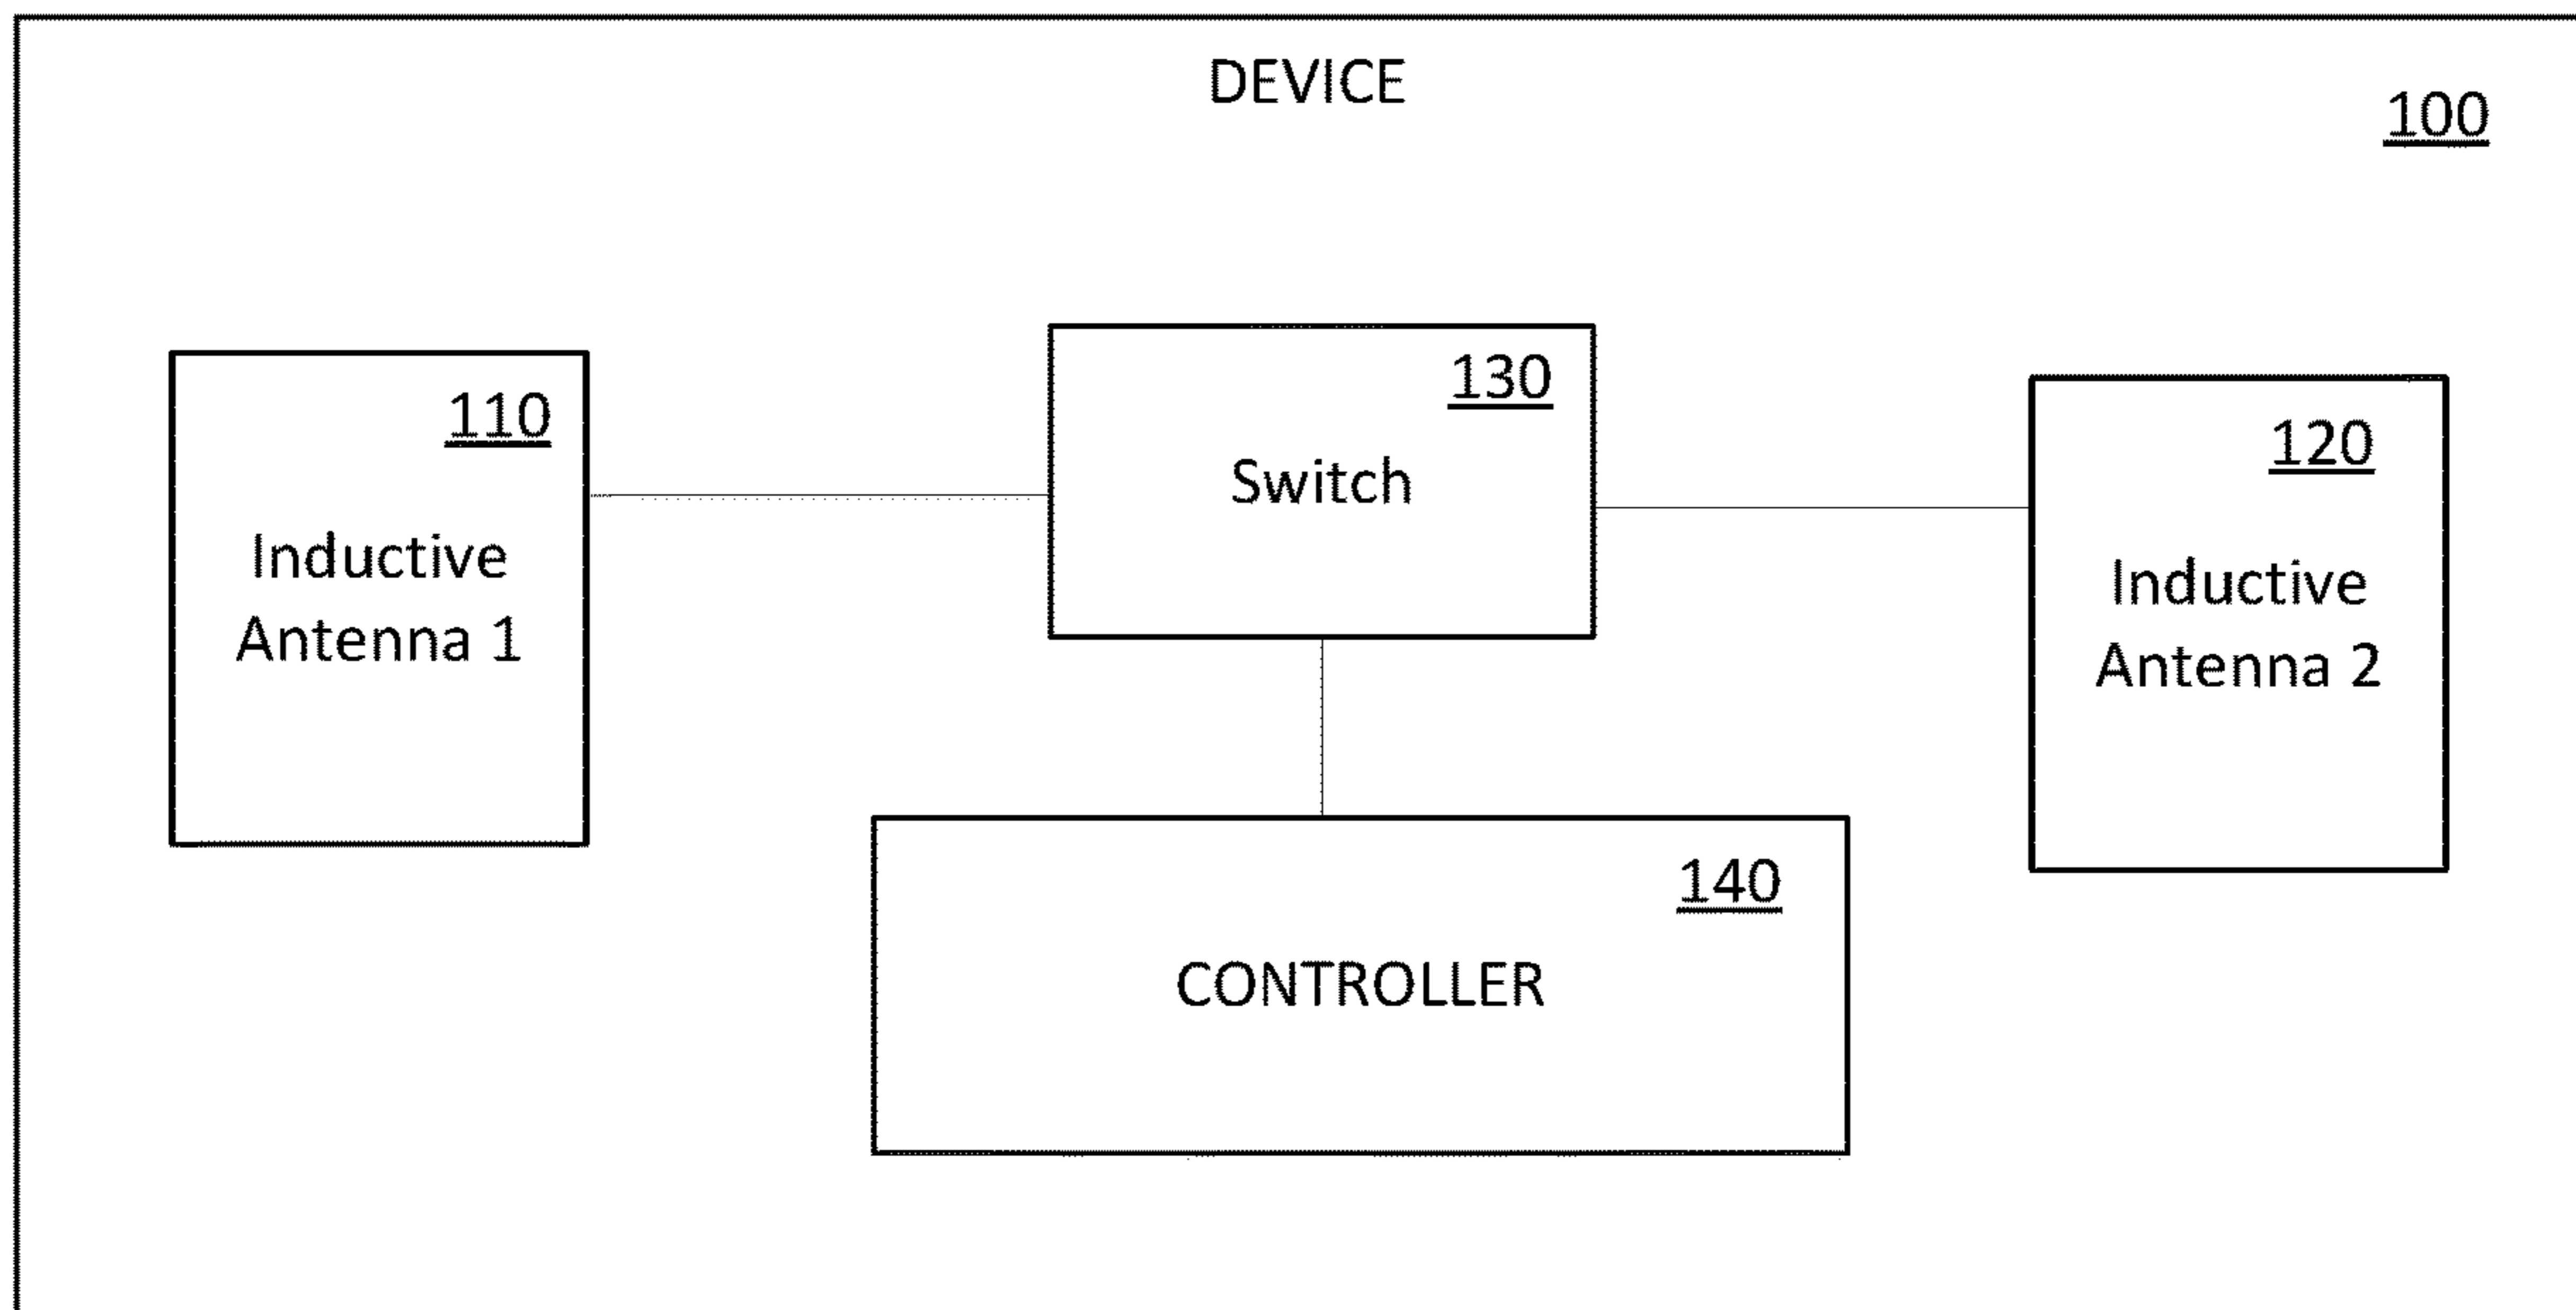 DEVICE
100
110
Inductive
Antenna 1
130
Switch
120
Inductive
Antenna 2
140
CONTROLLER